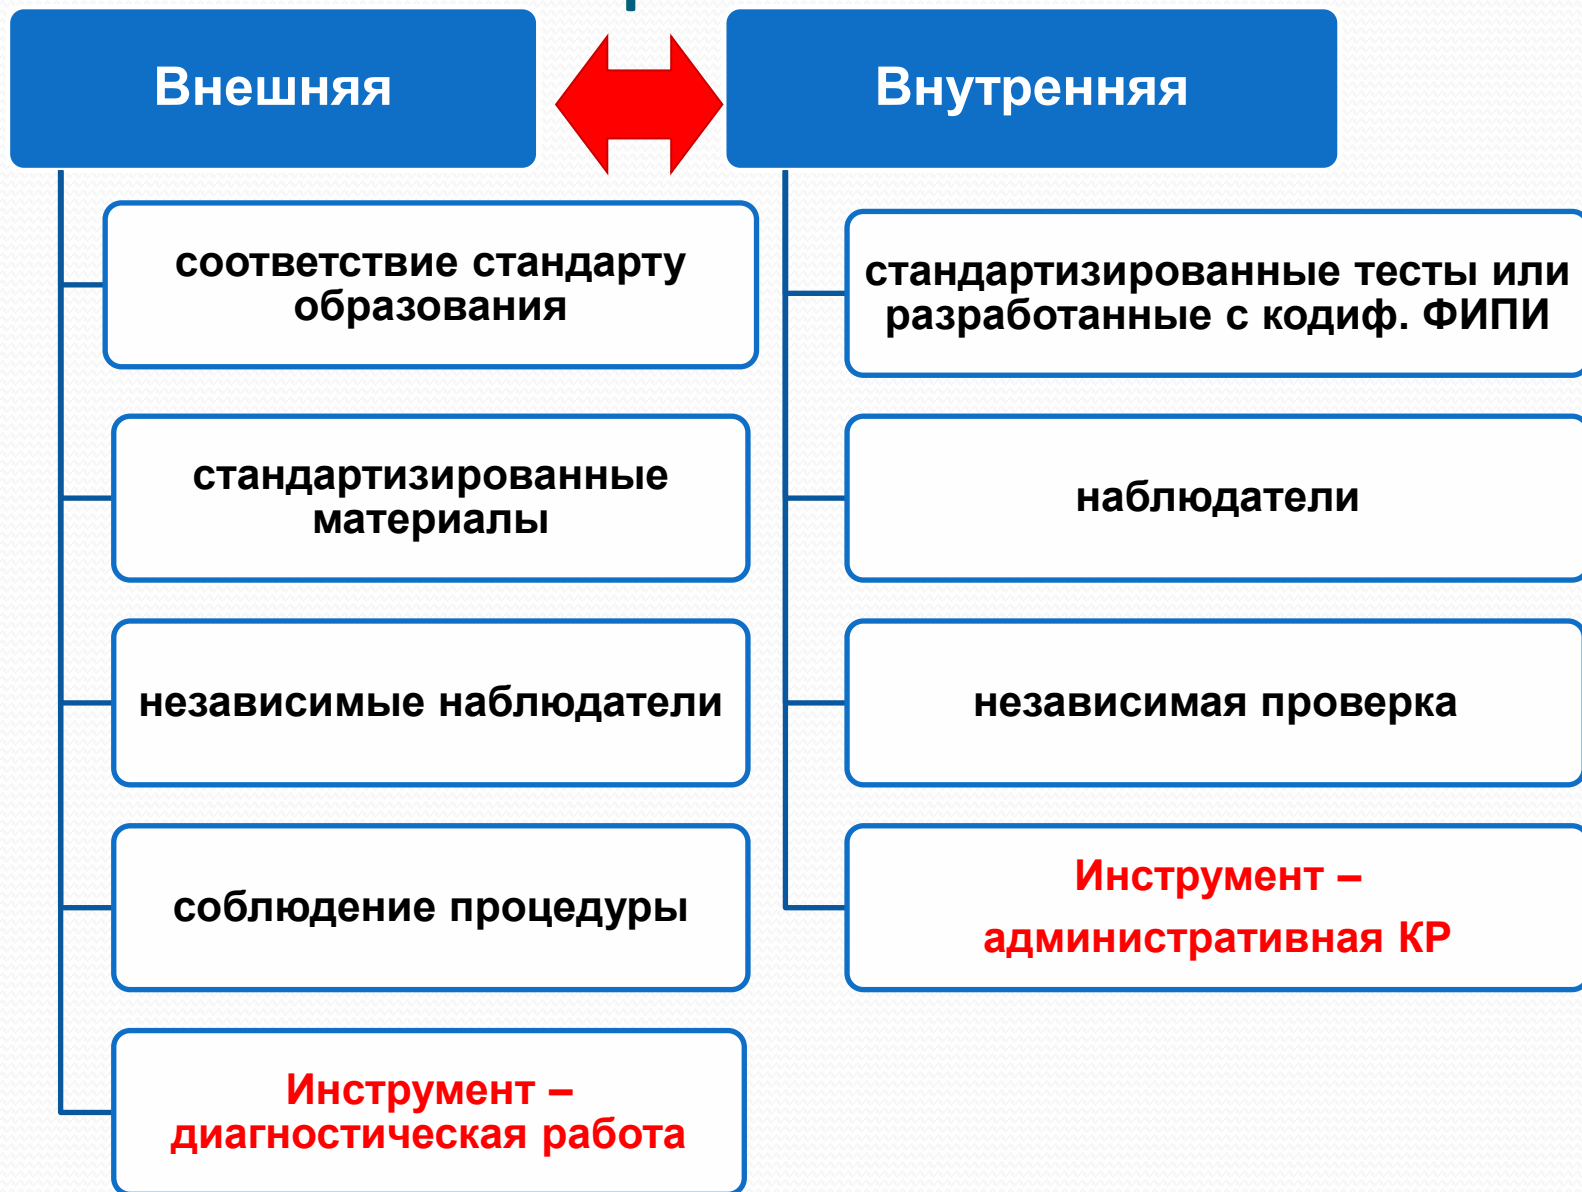 Внешняя
Внутренняя
соответствие стандарту
образования
стандартизированные
материалы
независимые наблюдатели
соблюдение процедуры
Инструмент –
диагностическая работа
стандартизированные тесты или
разработанные с кодиф. ФИПИ
наблюдатели
независимая проверка
Инструмент –
административная КР